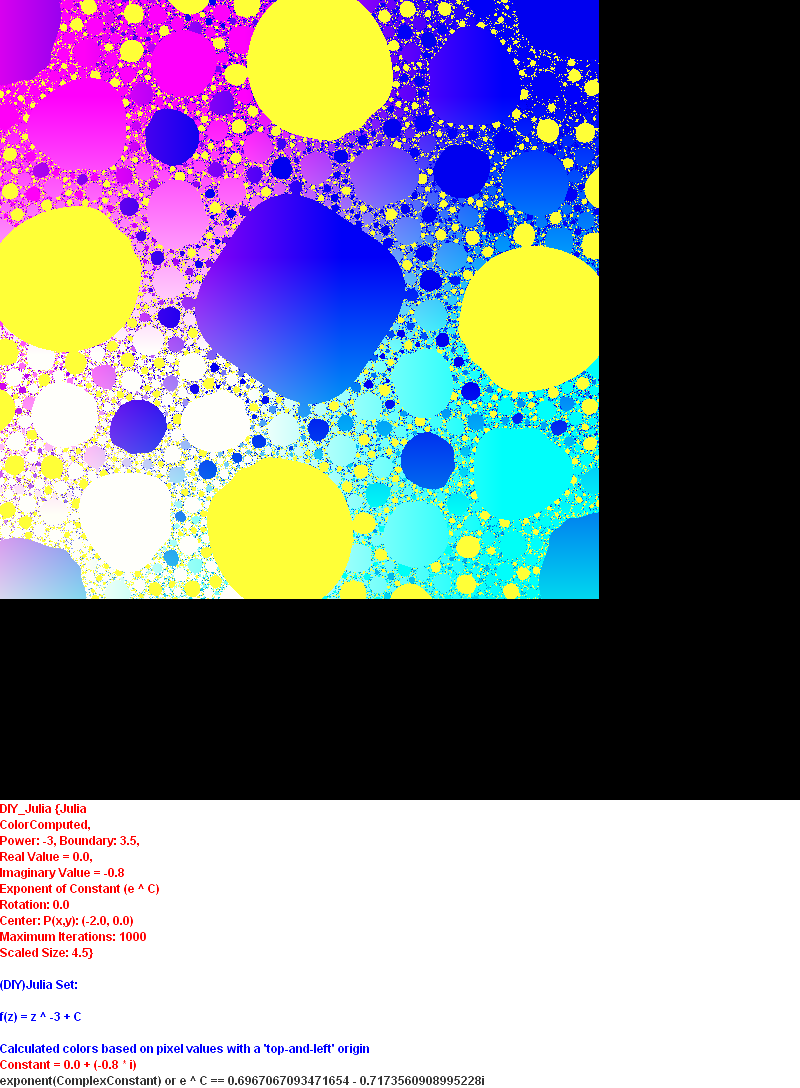 DIY_Julia {Julia
ColorComputed,
Power: -3, Boundary: 3.5,
Real Value = 0.0,
Imaginary Value = -0.8
Exponent of Constant (e ^ C)
Rotation: 0.0
Center: P(x,y): (-2.0, 0.0)
Maximum Iterations: 1000
Scaled Size: 4.5}
(DIY)Julia Set:
f(z) = z ^ -3 + C
Calculated colors based on pixel values with a 'top-and-left' origin
Constant = 0.0 + (-0.8 * i)
exponent(ComplexConstant) or e ^ C == 0.6967067093471654 - 0.7173560908995228i